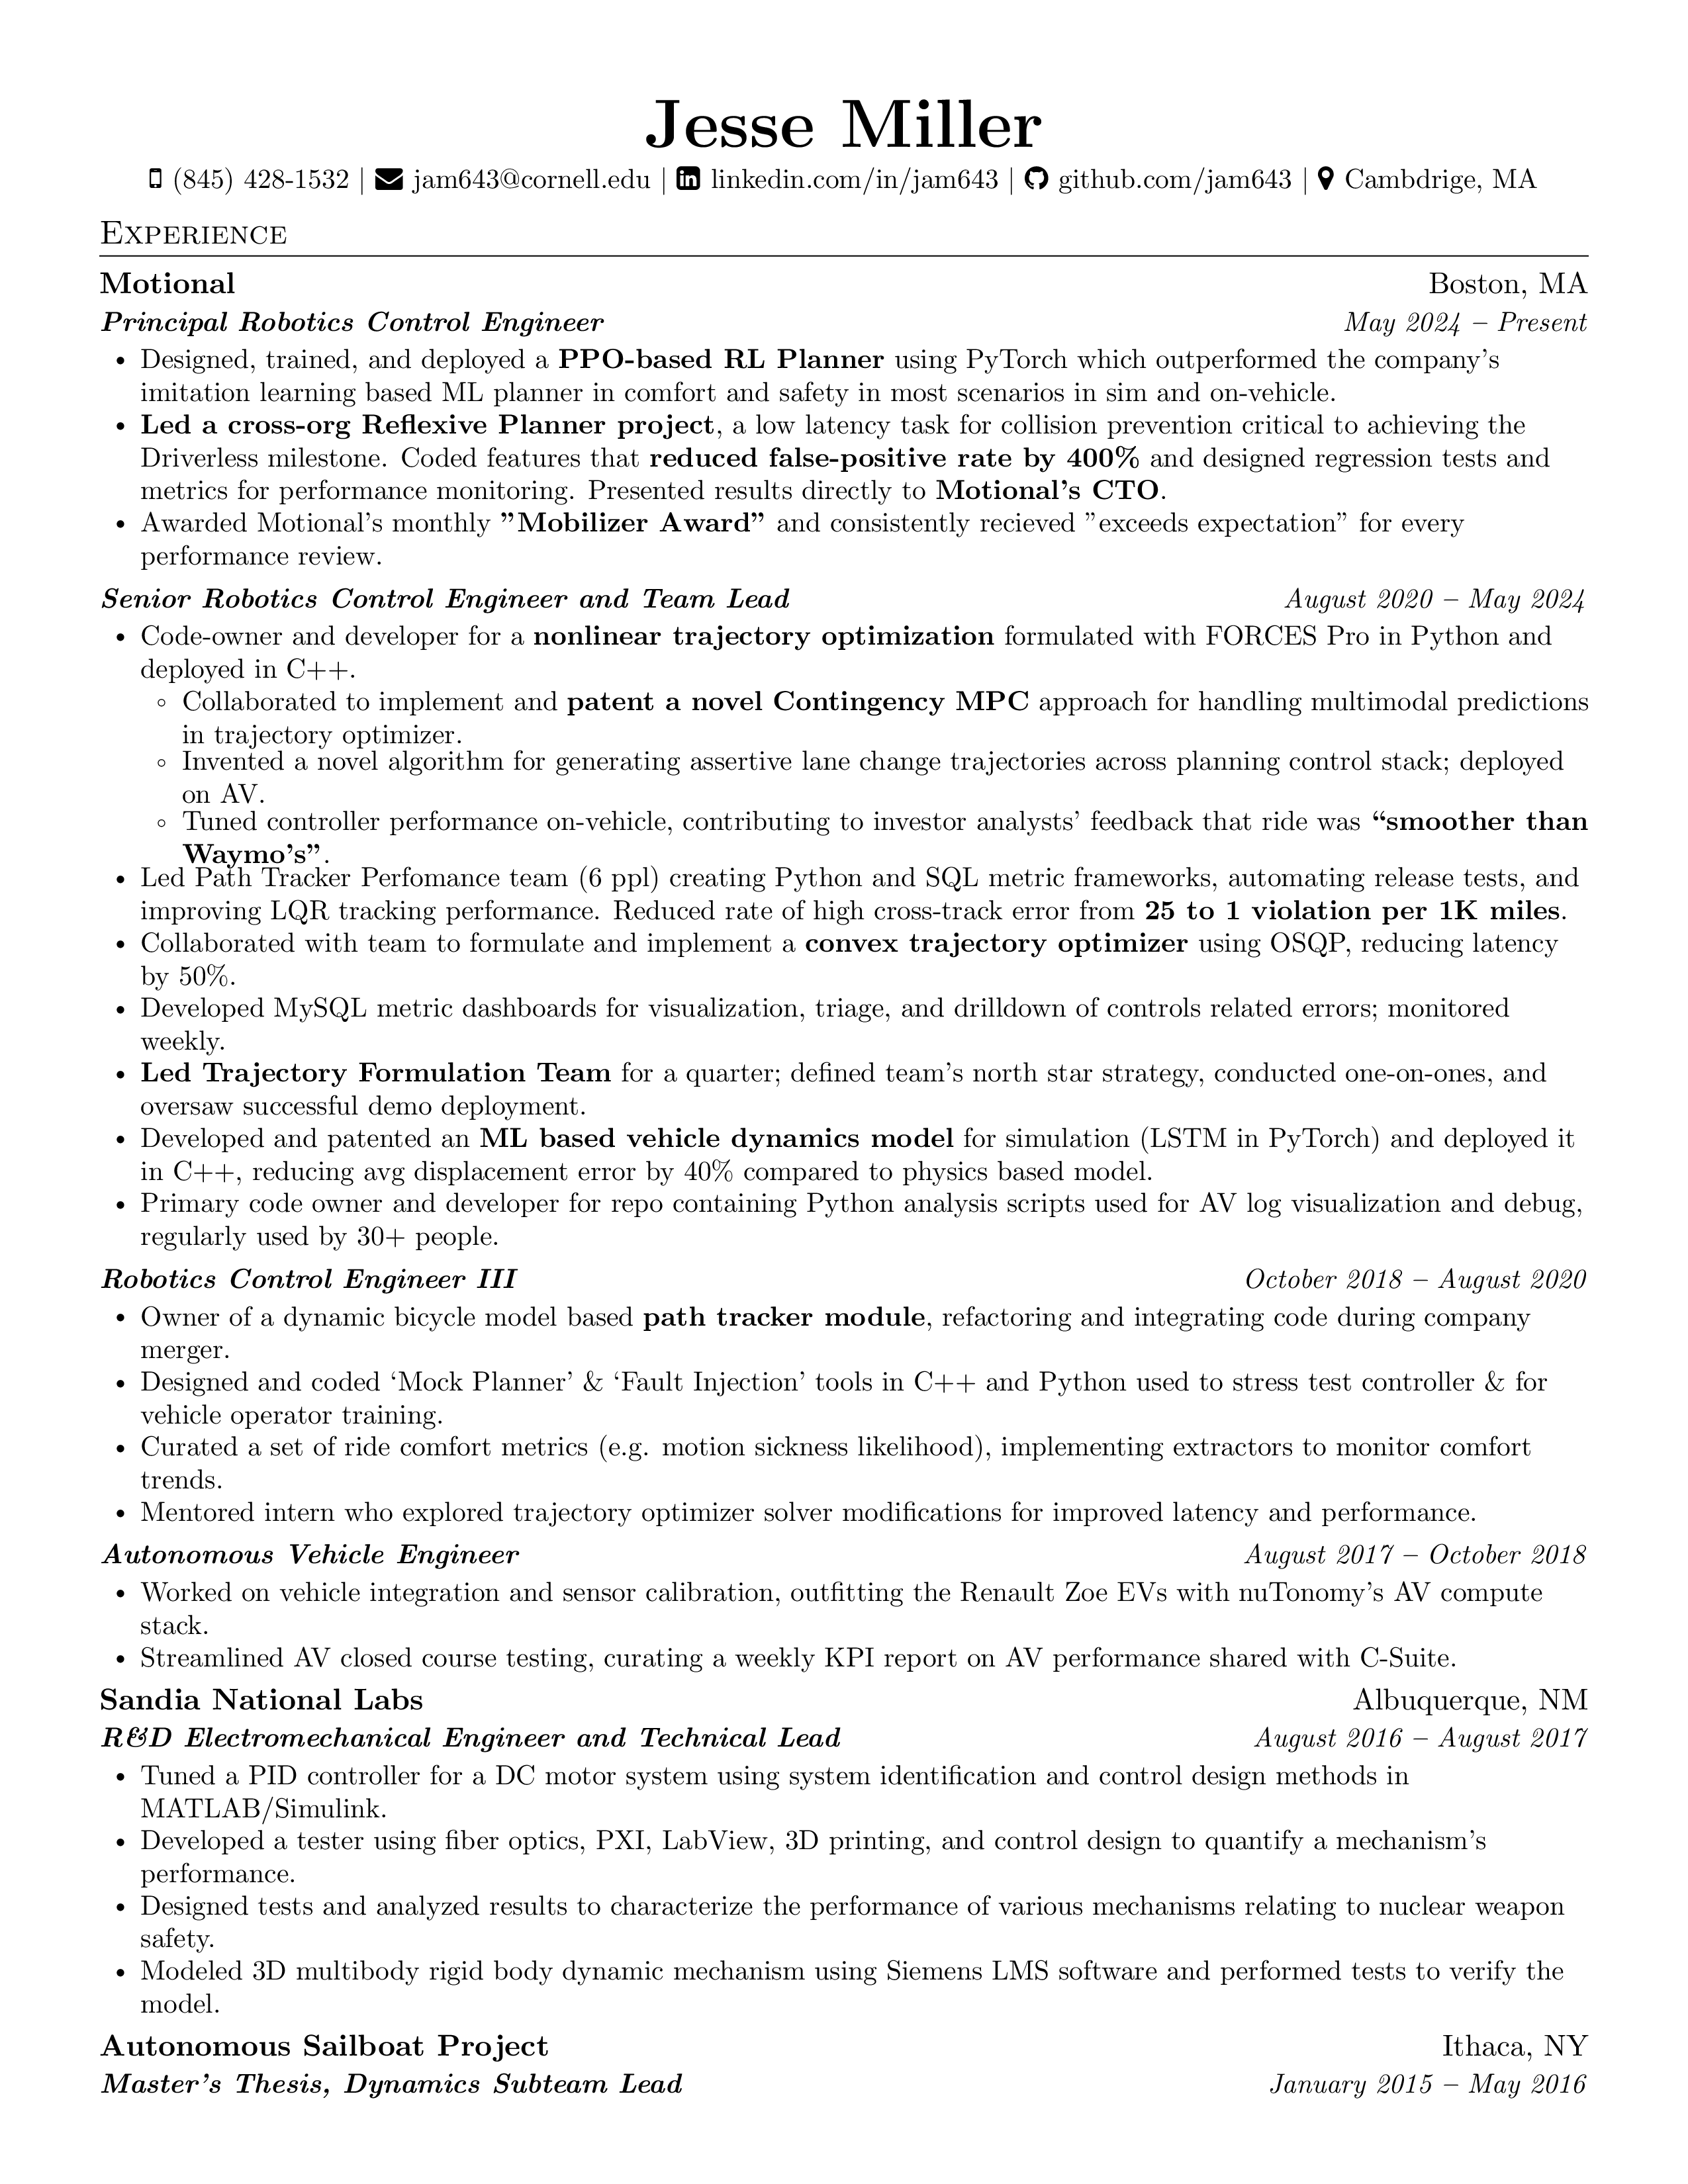 Jesse Miller
(845) 428-1532 | jam643@cornell.edu | linkedin.com/in/jam643 | github.com/jam643 | Cambdrige, MA
Experience
Motional Boston, MA
Principal Robotics Control Engineer May 2024 – Present
• Designed, trained, and deployed a PPO-based RL Planner using PyTorch which outperformed the company's
imitation learning based ML planner in comfort and safety in most scenarios in sim and on-vehicle.
• Led a cross-org Reflexive Planner project, a low latency task for collision prevention critical to achieving the
Driverless milestone. Coded features that reduced false-positive rate by 400% and designed regression tests and
metrics for performance monitoring. Presented results directly to Motional's CTO.
• Awarded Motional's monthly ”Mobilizer Award” and consistently recieved ”exceeds expectation” for every
performance review.
Senior Robotics Control Engineer and Team Lead August 2020 – May 2024
• Code-owner and developer for a nonlinear trajectory optimization formulated with FORCES Pro in Python and
deployed in C++.
◦ Collaborated to implement and patent a novel Contingency MPC approach for handling multimodal predictions
in trajectory optimizer.
◦ Invented a novel algorithm for generating assertive lane change trajectories across planning control stack; deployed
on AV.
◦ Tuned controller performance on-vehicle, contributing to investor analysts' feedback that ride was “smoother than
Waymo's”.
• Led Path Tracker Perfomance team (6 ppl) creating Python and SQL metric frameworks, automating release tests, and
improving LQR tracking performance. Reduced rate of high cross-track error from 25 to 1 violation per 1K miles.
• Collaborated with team to formulate and implement a convex trajectory optimizer using OSQP, reducing latency
by 50%.
• Developed MySQL metric dashboards for visualization, triage, and drilldown of controls related errors; monitored
weekly.
• Led Trajectory Formulation Team for a quarter; defined team's north star strategy, conducted one-on-ones, and
oversaw successful demo deployment.
• Developed and patented an ML based vehicle dynamics model for simulation (LSTM in PyTorch) and deployed it
in C++, reducing avg displacement error by 40% compared to physics based model.
• Primary code owner and developer for repo containing Python analysis scripts used for AV log visualization and debug,
regularly used by 30+ people.
Robotics Control Engineer III October 2018 – August 2020
• Owner of a dynamic bicycle model based path tracker module, refactoring and integrating code during company
merger.
• Designed and coded ‘Mock Planner’ & ‘Fault Injection’ tools in C++ and Python used to stress test controller & for
vehicle operator training.
• Curated a set of ride comfort metrics (e.g. motion sickness likelihood), implementing extractors to monitor comfort
trends.
• Mentored intern who explored trajectory optimizer solver modifications for improved latency and performance.
Autonomous Vehicle Engineer August 2017 – October 2018
• Worked on vehicle integration and sensor calibration, outfitting the Renault Zoe EVs with nuTonomy's AV compute
stack.
• Streamlined AV closed course testing, curating a weekly KPI report on AV performance shared with C-Suite.
Sandia National Labs Albuquerque, NM
R&D Electromechanical Engineer and Technical Lead August 2016 – August 2017
• Tuned a PID controller for a DC motor system using system identification and control design methods in
MATLAB/Simulink.
• Developed a tester using fiber optics, PXI, LabView, 3D printing, and control design to quantify a mechanism's
performance.
• Designed tests and analyzed results to characterize the performance of various mechanisms relating to nuclear weapon
safety.
• Modeled 3D multibody rigid body dynamic mechanism using Siemens LMS software and performed tests to verify the
model.
Autonomous Sailboat Project Ithaca, NY
Master's Thesis, Dynamics Subteam Lead January 2015 – May 2016